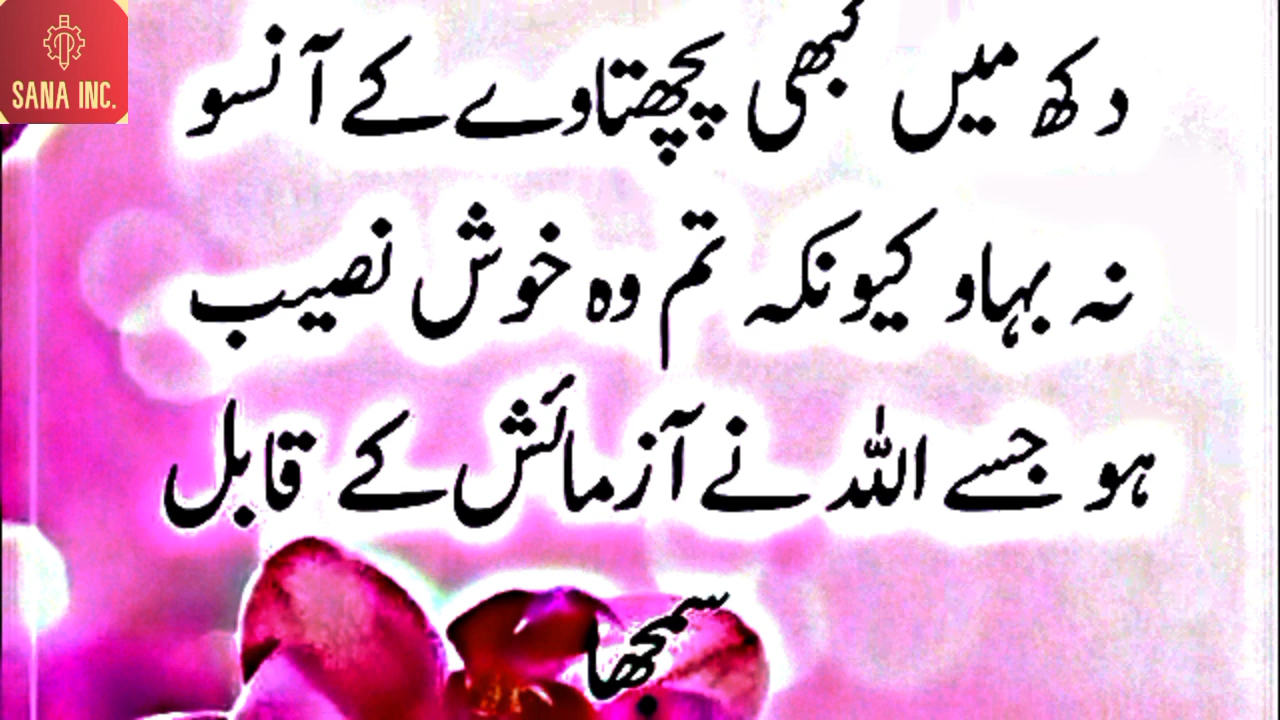 SANA INC.
دکھ میں کبھی پچھتاوے کے آنسو
نہ بہاو کیونکہ تم وہ خوش نصیب
ہو جسے اللہ نے آزمائش کے قابل
سمجھا